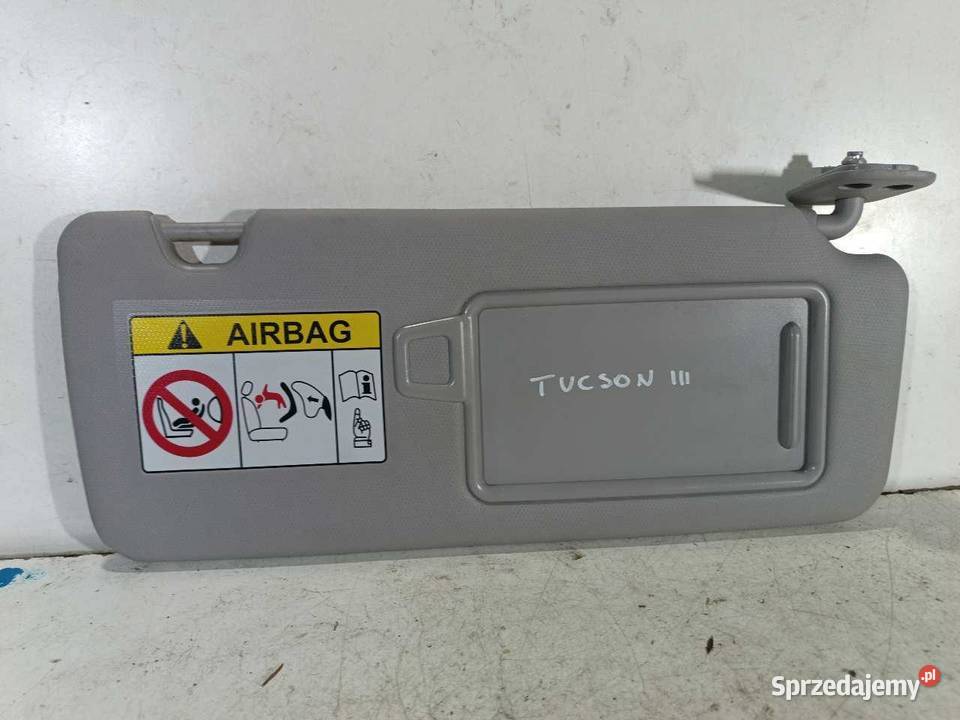 AIRBAG
TUCSON III
Sprzedajemy.pl